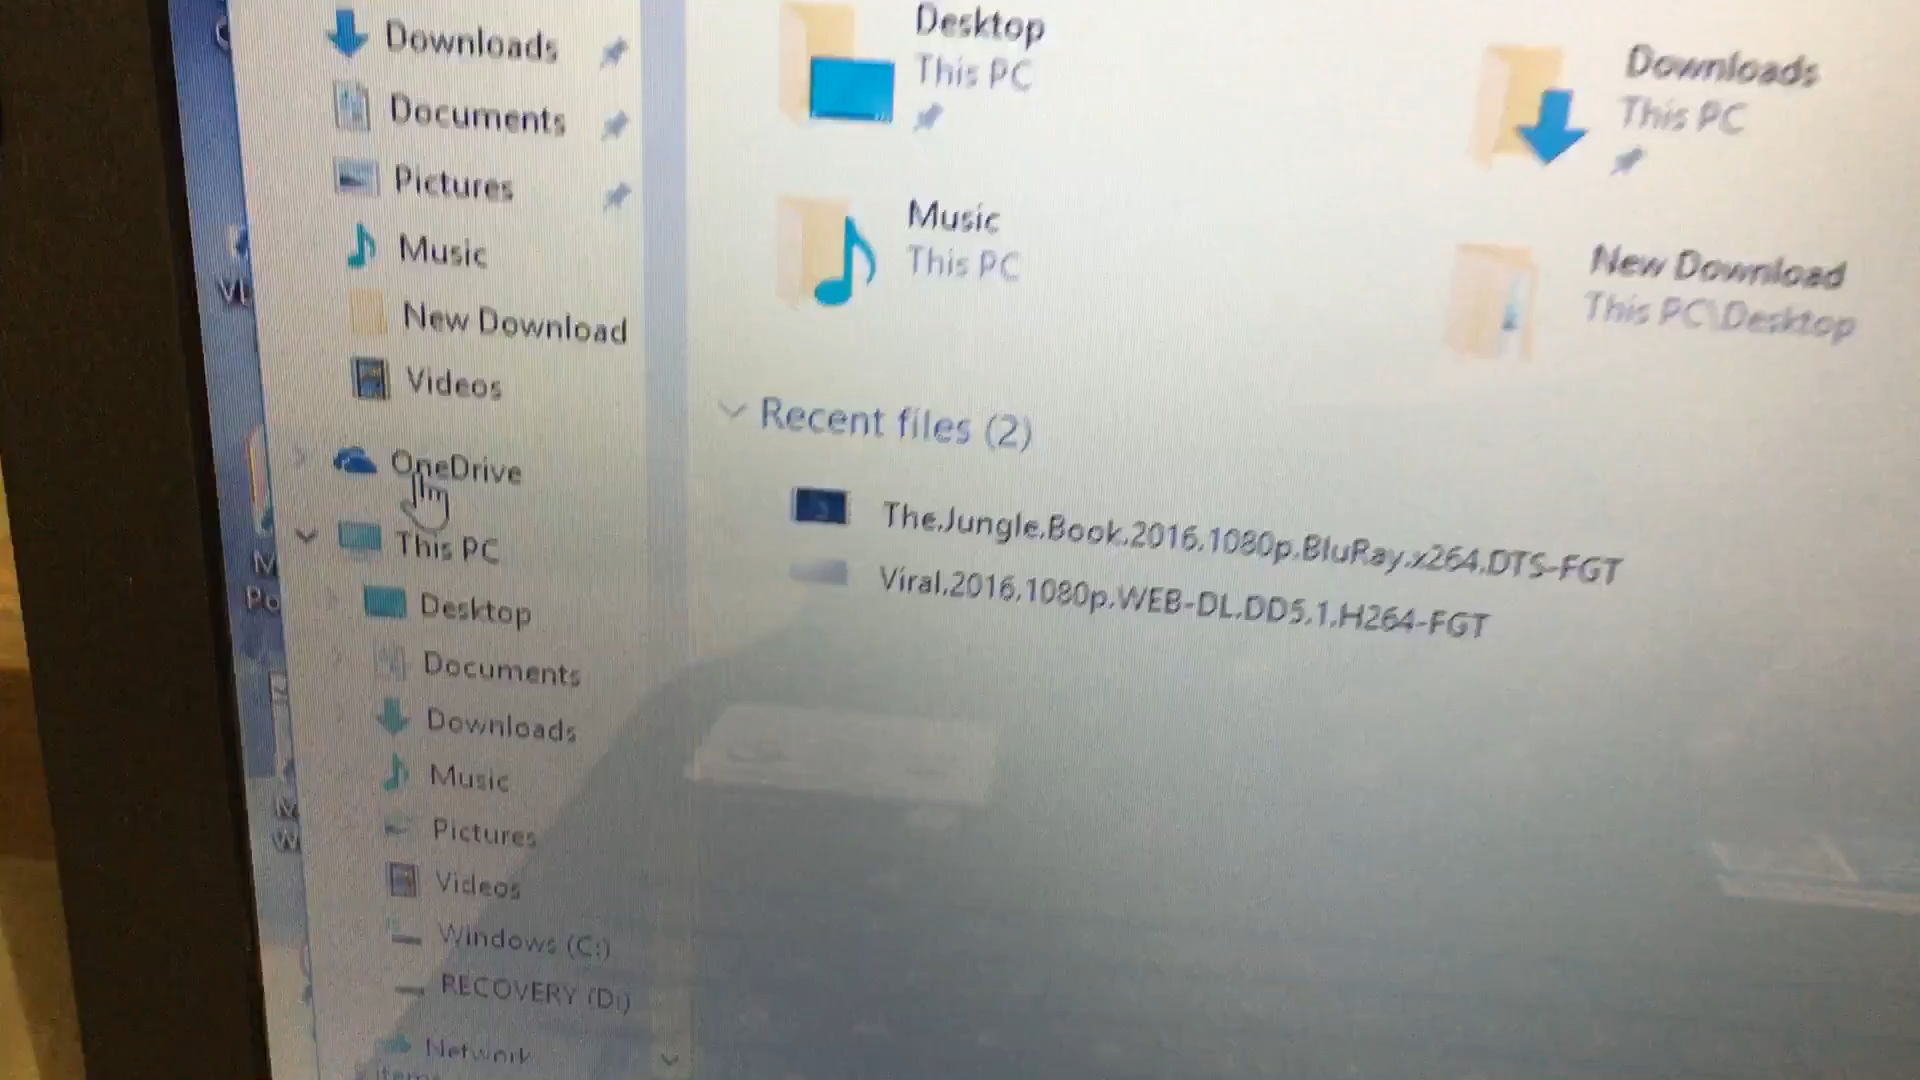 Downloads
Documents
Pictures
Music
New Download
Videos
OneDrive
This PC
Desktop
Documents
Downloads
Music
Pictures
Videos
Windows (C:)
RECOVERY (D:)
Network
Desktop
This PC
Downloads
This PC
Music
This PC
New Download
This PC\Desktop
Recent files (2)
The.Jungle.Book.2016.1080p.BluRay.x264.DTS-FGT
Viral.2016.1080p.WEB-DL.DD5.1.H264-FGT